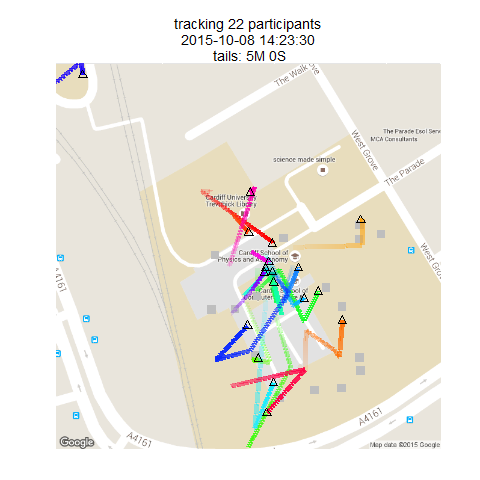 tracking 22 participants
2015-10-08 14:23:30
tails: 5M 0S
The Walk
Grove
West Grove
The Parade Esol Serv
MCA Consultants
science made simple
The Parade
Cardiff University
Trevithick Library
West Grove
Cardiff School of
Physics and Astronomy
Cardiff School of
Computer
A4161
A4161
A4161
Google
Map data ©2015 Google